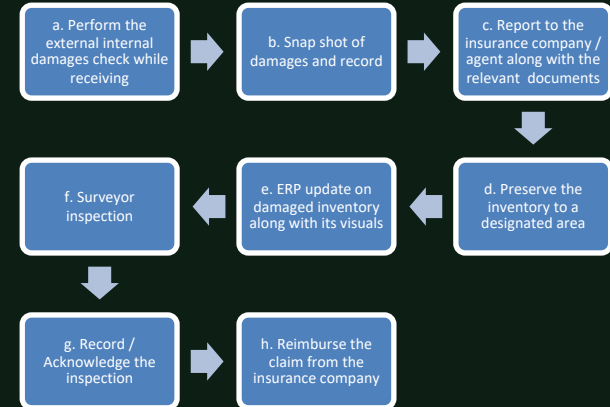 a. Perform the
external internal
damages check while
receiving
b. Snap shot of
damages and record
c. Report to the
insurance company /
agent along with the
relevant documents
d. Preserve the
inventory to a
designated area
e. ERP update on
damaged inventory
along with its visuals
f. Surveyor
inspection
g. Record /
Acknowledge the
inspection
h. Reimburse the
claim from the
insurance company